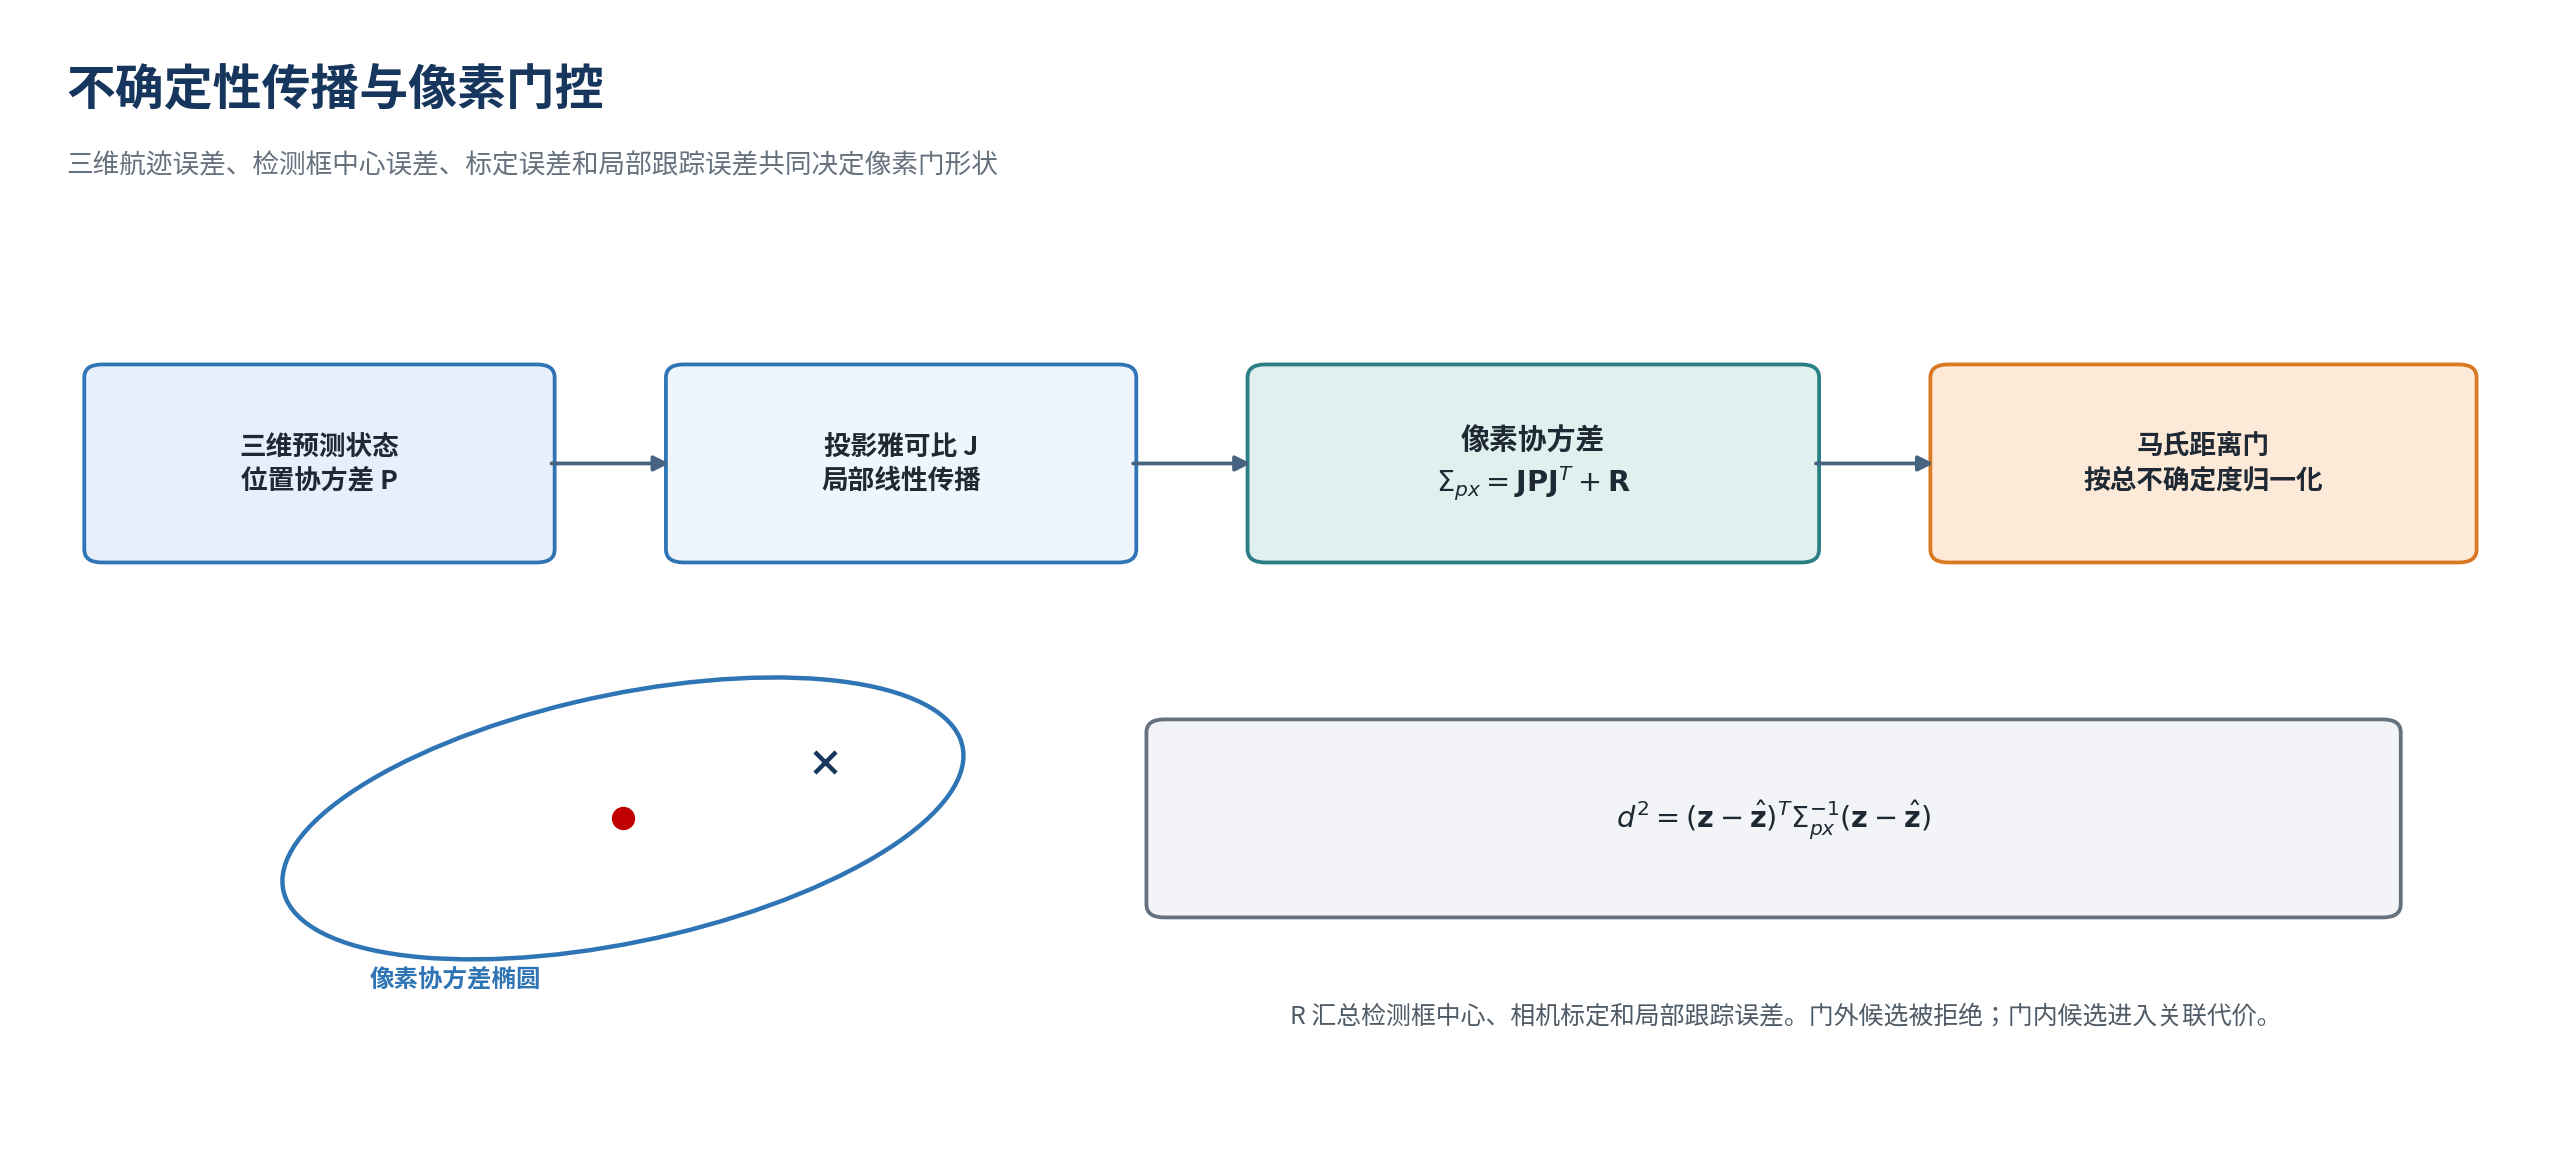 不确定性传播与像素门控
三维航迹误差、检测框中心误差、标定误差和局部跟踪误差共同决定像素门形状
三维预测状态
位置协方差 P
投影雅可比 J
局部线性传播
像素协方差
Σ_{px} = JPJ^T + R
马氏距离门
按总不确定度归一化
d² = (z − ẑ)^T Σ_{px}^{−1} (z − ẑ)
像素协方差椭圆
R 汇总检测框中心、相机标定和局部跟踪误差。门外候选被拒绝；门内候选进入关联代价。